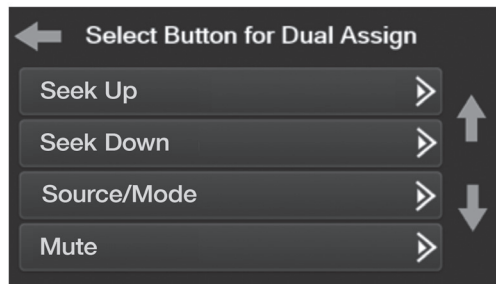 Select Button for Dual Assign
Seek Up
Seek Down
Source/Mode
Mute